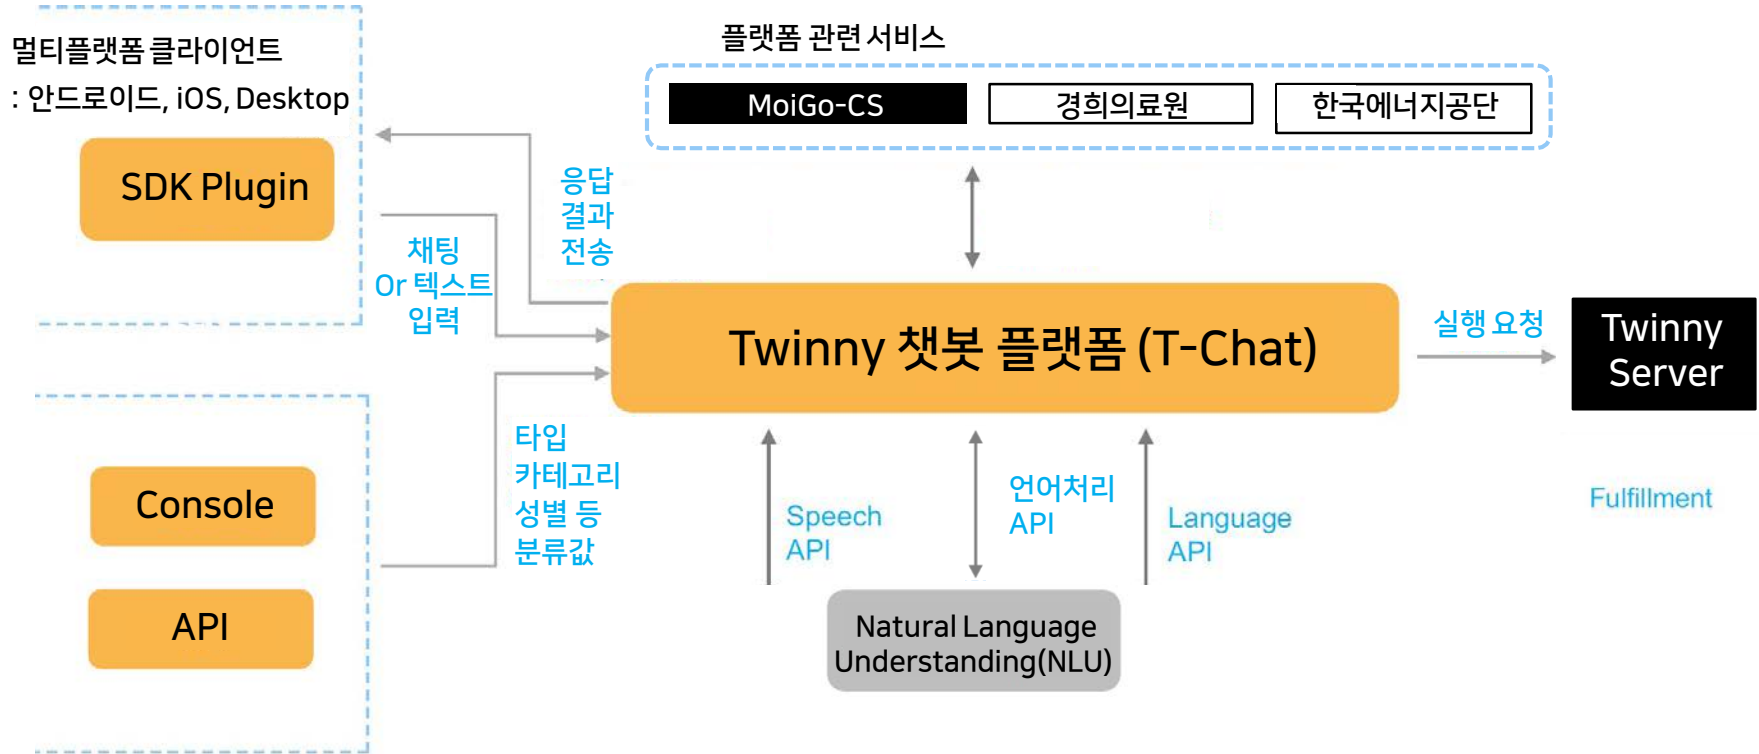 멀티플랫폼 클라이언트
: 안드로이드, iOS, Desktop
SDK Plugin
플랫폼 관련 서비스
MoiGo-CS
경희의료원
한국에너지공단
응답
결과
전송
채팅
Or 텍스트
입력
Twinny 챗봇 플랫폼 (T-Chat)
실행 요청
Twinny
Server
Fulfillment
Console
API
타입
카테고리
성별 등
분류값
Speech
API
언어처리
API
Language
API
Natural Language
Understanding(NLU)